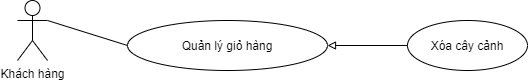 Quản lý giỏ hàng
Xóa cây cảnh
Khách hàng